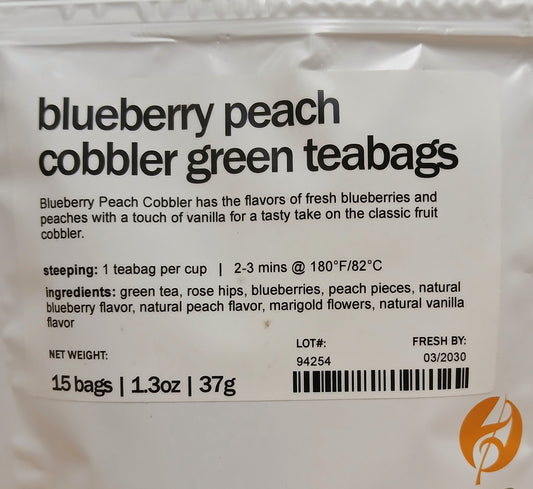 blueberry peach
cobbler green teabags
Blueberry Peach Cobbler has the flavors of fresh blueberries and
peaches with a touch of vanilla for a tasty take on the classic fruit
cobbler.
steeping: 1 teabag per cup | 2-3 mins @ 180°F/82°C
ingredients: green tea, rose hips, blueberries, peach pieces, natural
blueberry flavor, natural peach flavor, marigold flowers, natural vanilla
flavor
NET WEIGHT:
15 bags | 1.3oz | 37g
LOT#:
94254
FRESH BY:
03/2030